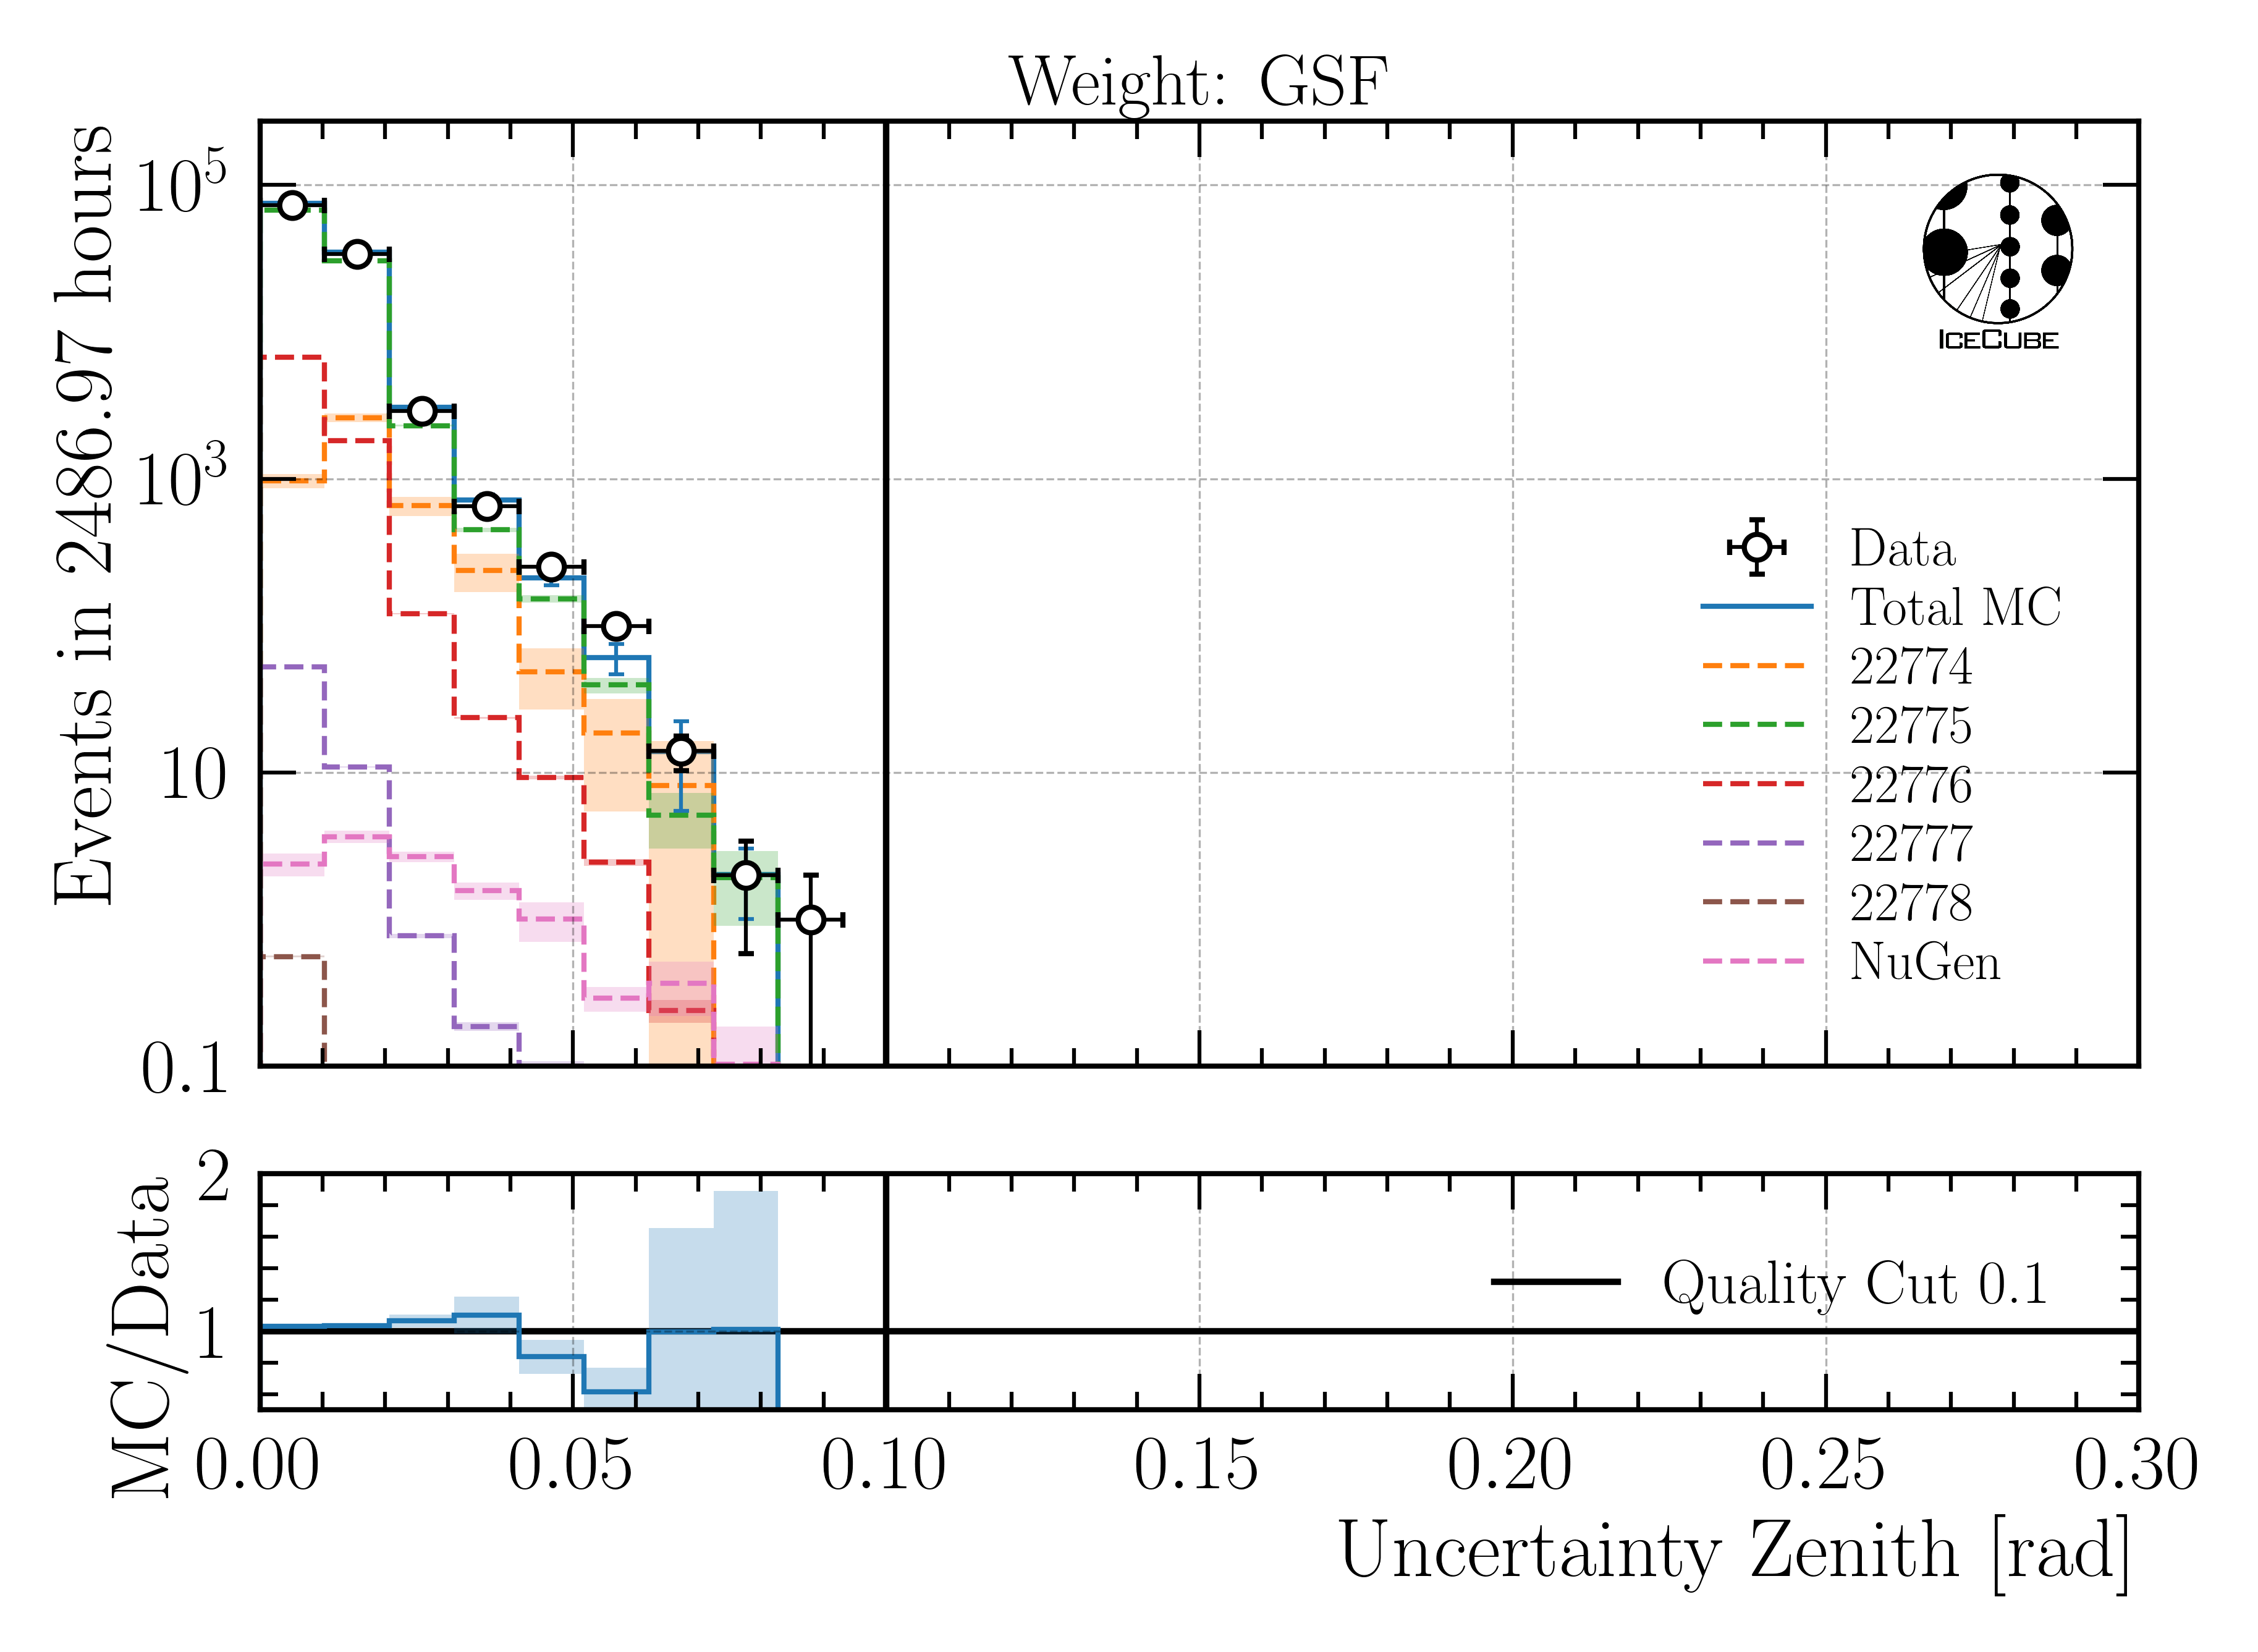 Weight: GSF
Events in 2486.97 hours
10^5
10^3
10
0.1
ICECUBE
Data
Total MC
22774
22775
22776
22777
22778
NuGen
MC/Data
2
1
Quality Cut 0.1
0.00 0.05 0.10 0.15 0.20 0.25 0.30
Uncertainty Zenith [rad]